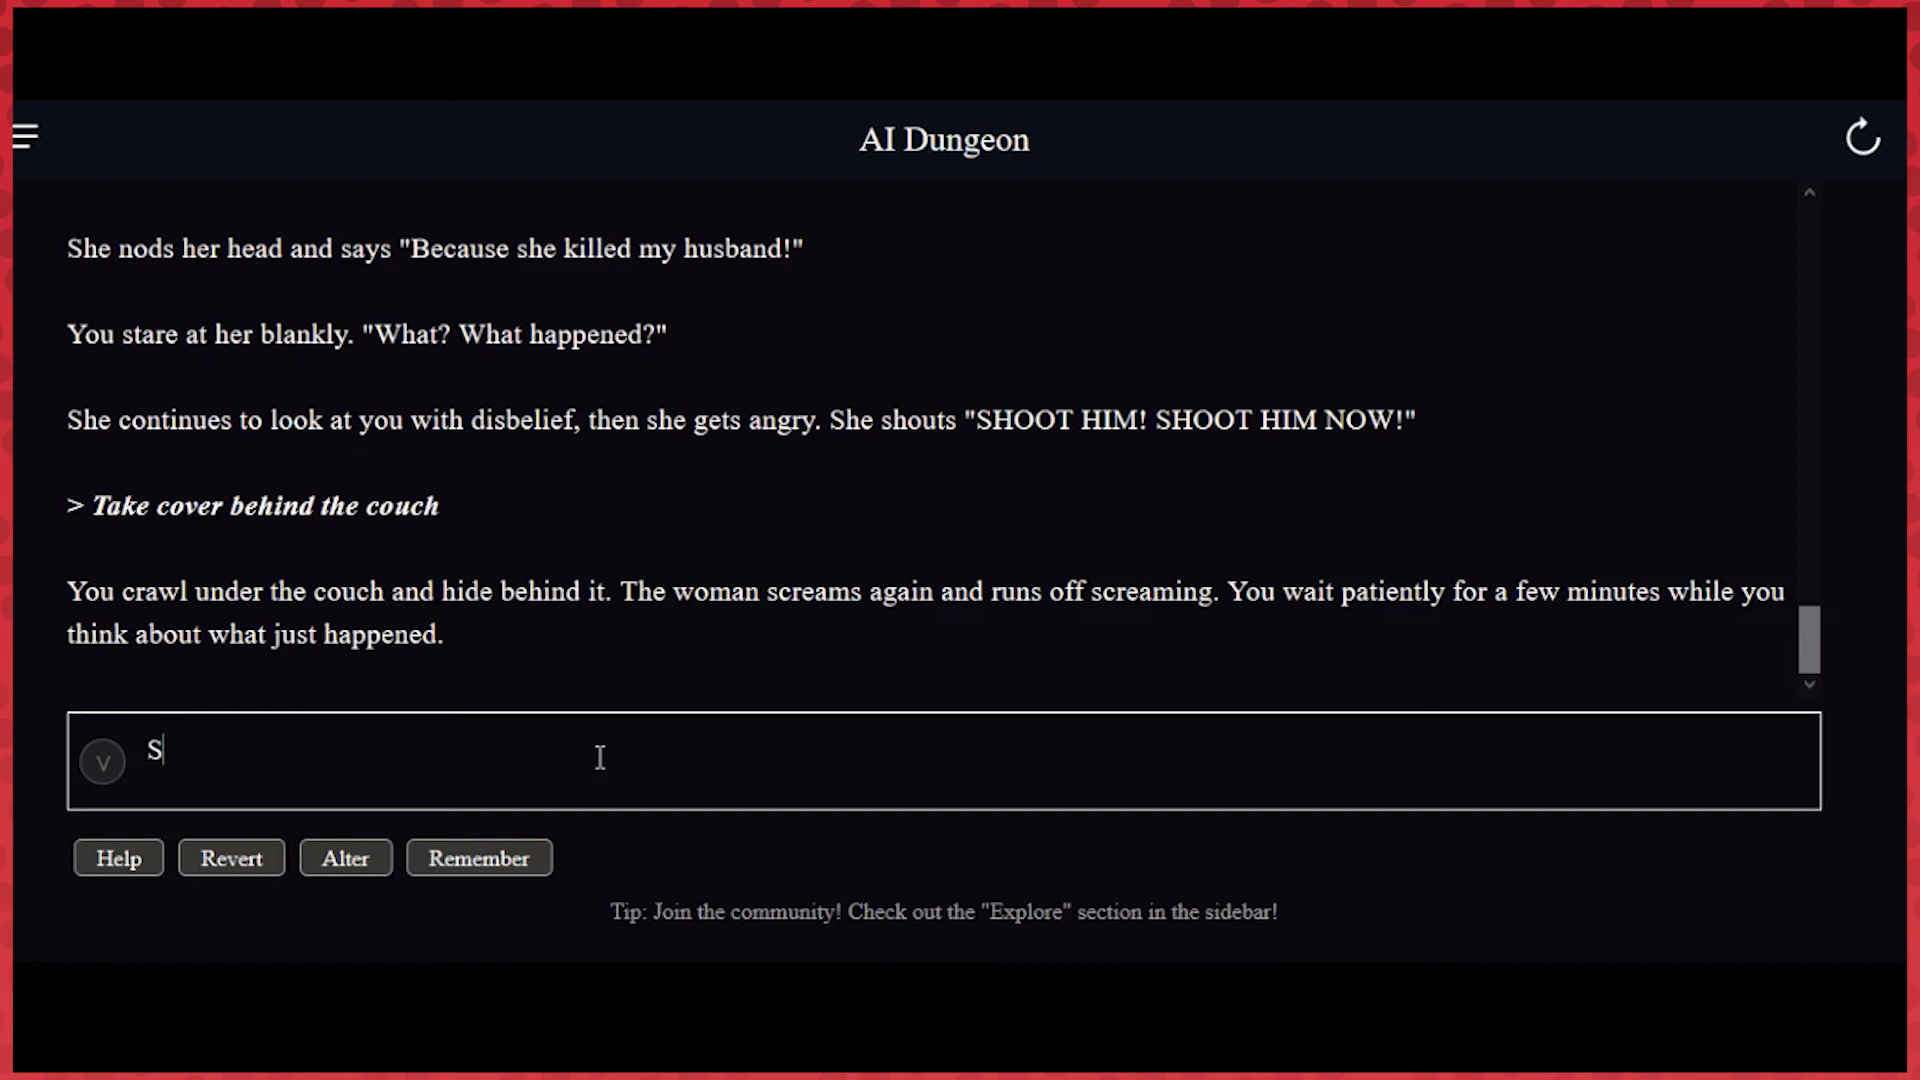 AI Dungeon
She nods her head and says "Because she killed my husband!"
You stare at her blankly. "What? What happened?"
She continues to look at you with disbelief, then she gets angry. She shouts "SHOOT HIM! SHOOT HIM NOW!"
> Take cover behind the couch
You crawl under the couch and hide behind it. The woman screams again and runs off screaming. You wait patiently for a few minutes while you
think about what just happened.
V S
Help Revert Alter Remember
Tip: Join the community! Check out the "Explore" section in the sidebar!